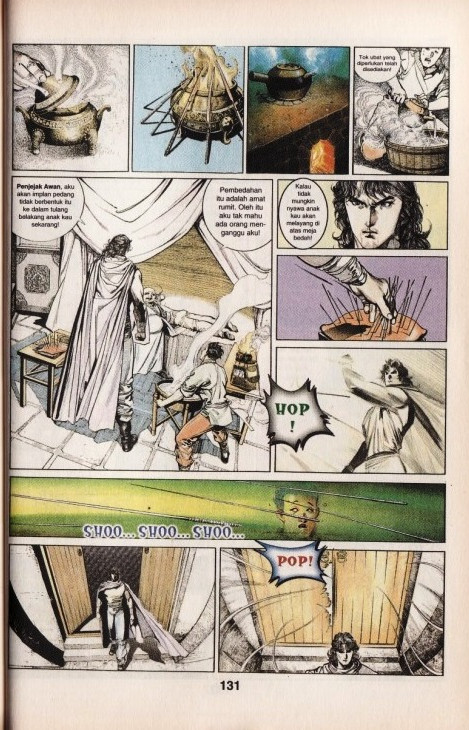 Tok ubat yang
diperlukan telah
disediakan!
Penjejak Awan, aku
akan implan pedang
tidak berbentuk itu
ke dalam tulang
belakang anak kau
sekarang!
Pembedahan
itu adalah amat
rumit. Oleh itu
aku tak mahu
ada orang men-
ganggu aku!
Kalau
tidak
mungkin
nyawa anak
kau akan
melayang di
atas meja
bedah!
HOP
!
SHOO... SHOO... SHOO...
POP!
131